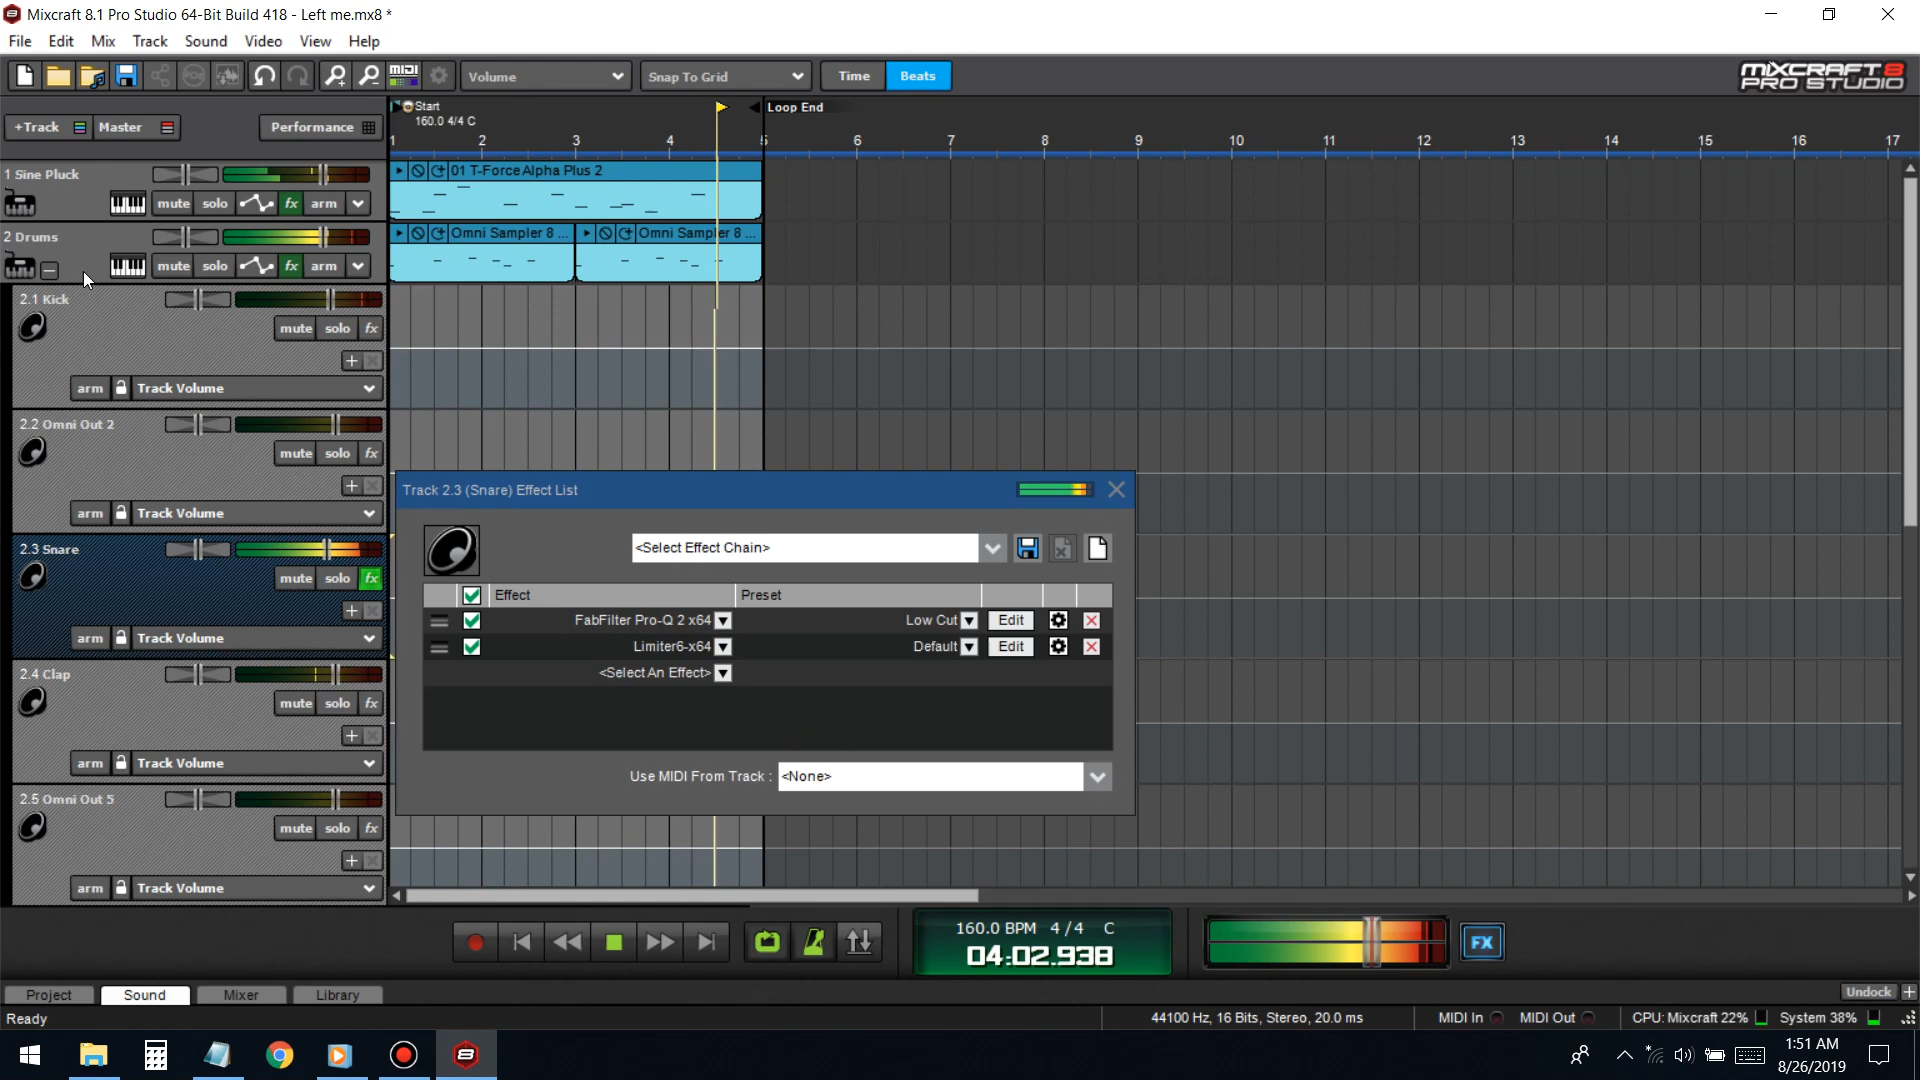 Mixcraft 8.1 Pro Studio 64-Bit Build 418 - Left me.mx8 *
File Edit Mix Track Sound Video View Help
MIDI Volume Snap To Grid Time Beats MIXCRAFT 8 PRO STUDIO
Start Loop End
160.0 4/4 C
+Track Master Performance
1 2 3 4 5 6 7 8 9 10 11 12 13 14 15 16 17
1 Sine Pluck 01 T-Force Alpha Plus 2
mute solo fx arm
2 Drums Omni Sampler 8 ... Omni Sampler 8 ...
mute solo fx arm
2.1 Kick
mute solo fx
arm Track Volume
2.2 Omni Out 2
mute solo fx
arm Track Volume
2.3 Snare
mute solo fx
arm Track Volume
2.4 Clap
mute solo fx
arm Track Volume
2.5 Omni Out 5
mute solo fx
arm Track Volume
Track 2.3 (Snare) Effect List
<Select Effect Chain>
Effect Preset
FabFilter Pro-Q 2 x64 Low Cut Edit
Limiter6-x64 Default Edit
<Select An Effect>
Use MIDI From Track : <None>
160.0 BPM 4/4 C
04:02.938
FX
Project Sound Mixer Library Undock
Ready 44100 Hz, 16 Bits, Stereo, 20.0 ms MIDI In MIDI Out CPU: Mixcraft 22% System 38%
1:51 AM
8/26/2019